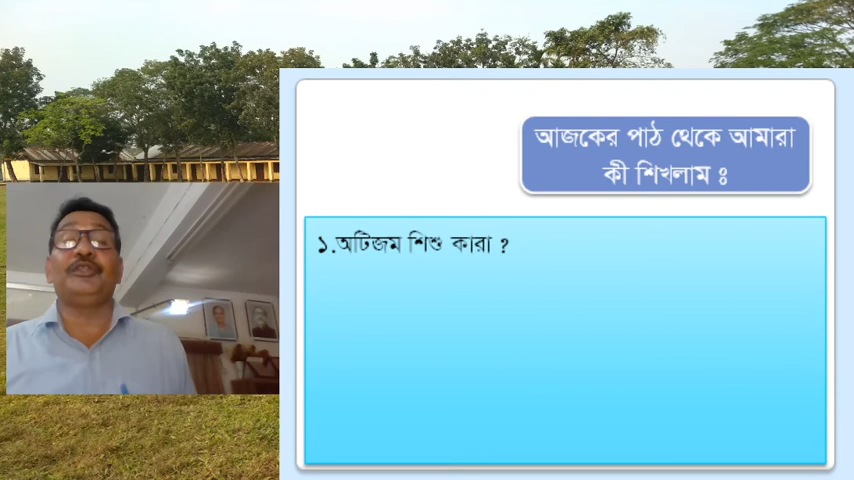 আজকের পাঠ থেকে আমারা
কী শিখলাম ঃ
১.অটিজম শিশু কারা ?